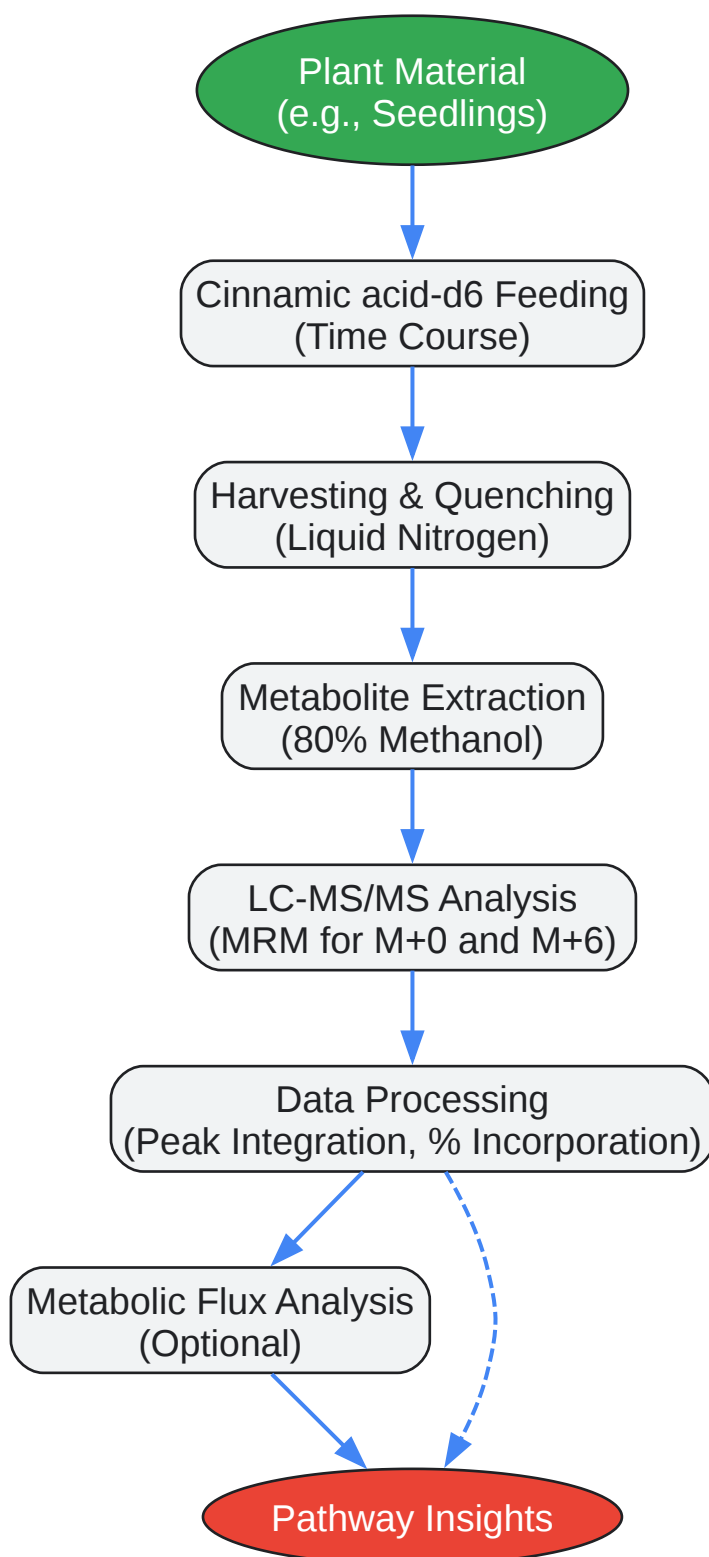 Plant Material
(e.g., Seedlings)
Cinnamic acid-d6 Feeding
(Time Course)
Harvesting & Quenching
(Liquid Nitrogen)
Metabolite Extraction
(80% Methanol)
LC-MS/MS Analysis
(MRM for M+0 and M+6)
Data Processing
(Peak Integration, % Incorporation)
Metabolic Flux Analysis
(Optional)
Pathway Insights